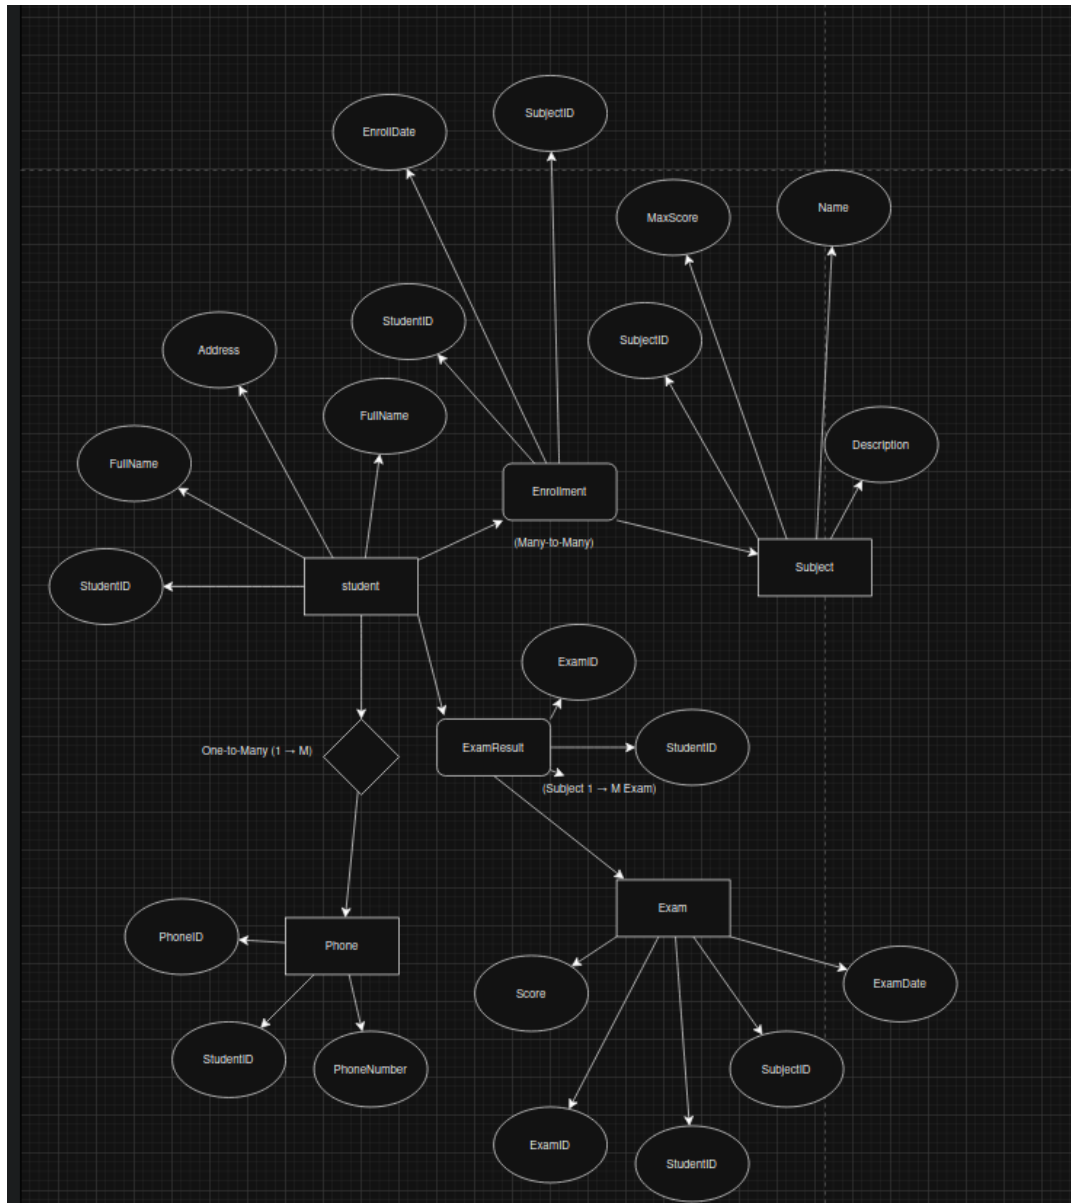 SubjectID
EnrollDate
Name
MaxScore
StudentID
SubjectID
Address
FullName
Description
FullName
Enrollment
(Many-to-Many)
Subject
StudentID
student
ExamID
One-to-Many (1 → M)
ExamResult
StudentID
(Subject 1 → M Exam)
Exam
PhoneID
Phone
ExamDate
Score
StudentID
PhoneNumber
SubjectID
ExamID
StudentID